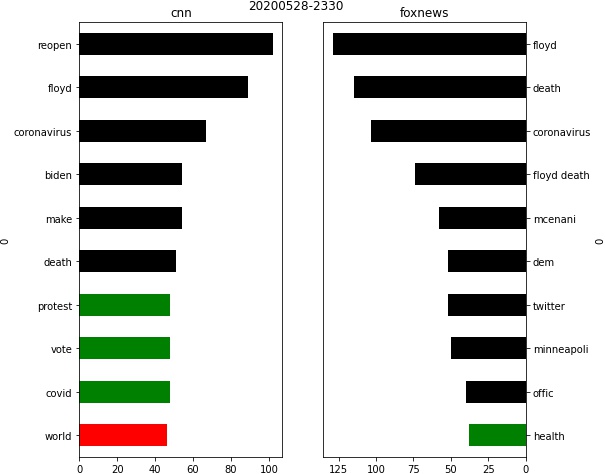 20200528-2330
cnn
foxnews
reopen
floyd
coronavirus
biden
make
death
protest
vote
covid
world
0 20 40 60 80 100
0
floyd
death
coronavirus
floyd death
mcenani
dem
twitter
minneapoli
offic
health
125 100 75 50 25 0
0